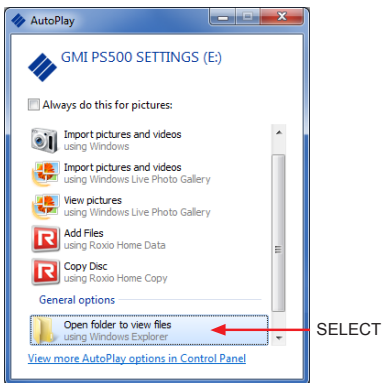 AutoPlay
GMI PS500 SETTINGS (E:)
Always do this for pictures:
Import pictures and videos
using Windows
Import pictures and videos
using Windows Live Photo Gallery
View pictures
using Windows Live Photo Gallery
Add Files
using Roxio Home Data
Copy Disc
using Roxio Home Copy
General options
Open folder to view files
using Windows Explorer
SELECT
View more AutoPlay options in Control Panel